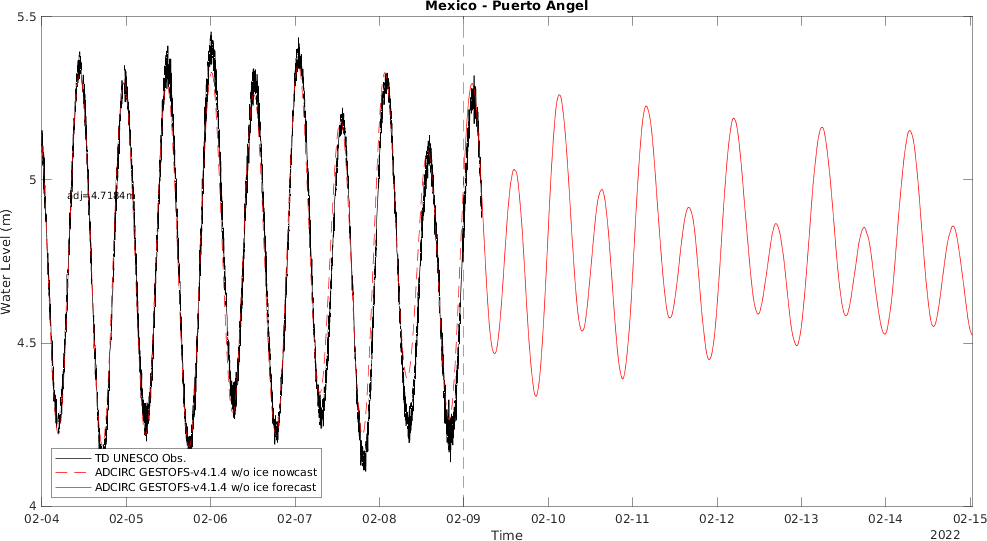 Mexico - Puerto Angel
5.5
5
4.5
4
Water Level (m)
adj=4.7184m
TD UNESCO Obs.
ADCIRC GESTOFS-v4.1.4 w/o ice nowcast
ADCIRC GESTOFS-v4.1.4 w/o ice forecast
02-04 02-05 02-06 02-07 02-08 02-09 02-10 02-11 02-12 02-13 02-14 02-15
Time
2022